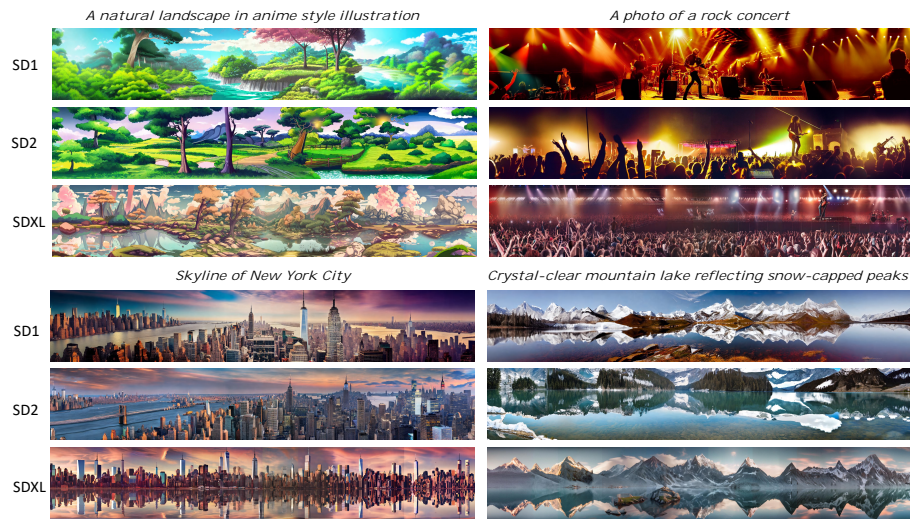 A natural landscape in anime style illustration
A photo of a rock concert
SD1
SD2
SDXL
Skyline of New York City
Crystal-clear mountain lake reflecting snow-capped peaks
SD1
SD2
SDXL